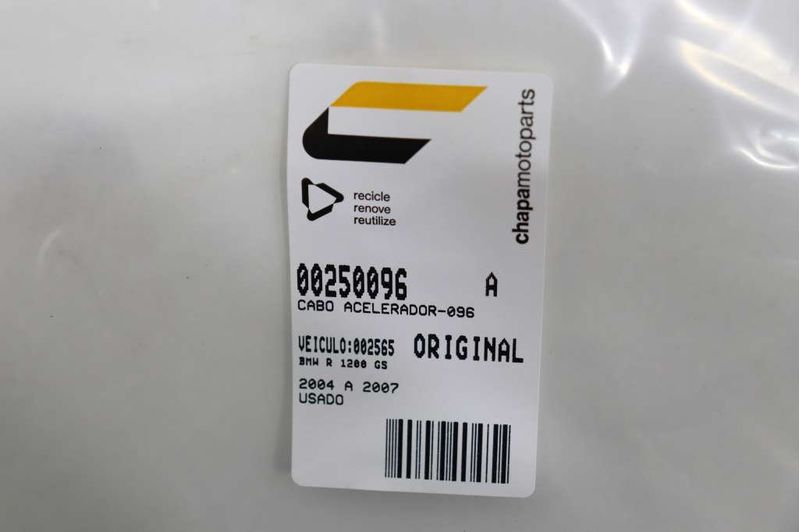 chapamotoparts
recicle
renove
reutilize
00250096 A
CABO ACELERADOR-096
VEICULO:002565 ORIGINAL
BMW R 1200 GS
2004 A 2007
USADO